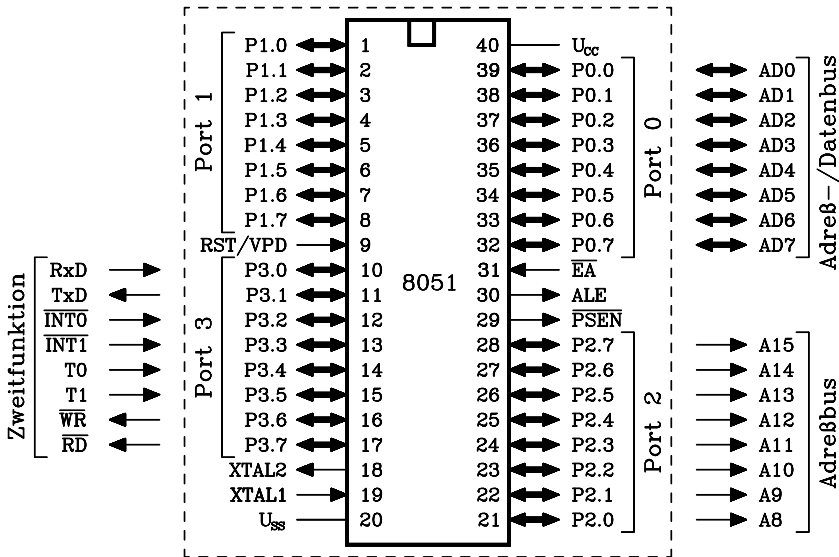 P1.0 1 40 Ucc
P1.1 2 39 P0.0 AD0
P1.2 3 38 P0.1 AD1
P1.3 4 37 P0.2 AD2
P1.4 5 36 P0.3 AD3
P1.5 6 35 P0.4 AD4
P1.6 7 34 P0.5 AD5
P1.7 8 33 P0.6 AD6
RST/VPD 9 32 P0.7 AD7
RxD P3.0 10 31 EA
TxD P3.1 11 30 ALE
INT0 P3.2 12 29 PSEN
INT1 P3.3 13 28 P2.7 A15
T0 P3.4 14 27 P2.6 A14
T1 P3.5 15 26 P2.5 A13
WR P3.6 16 25 P2.4 A12
RD P3.7 17 24 P2.3 A11
XTAL2 18 23 P2.2 A10
XTAL1 19 22 P2.1 A9
Uss 20 21 P2.0 A8
8051
Port 1
Port 3
Port 0
Port 2
Zweitfunktion
Adreß-/Datenbus
Adreßbus